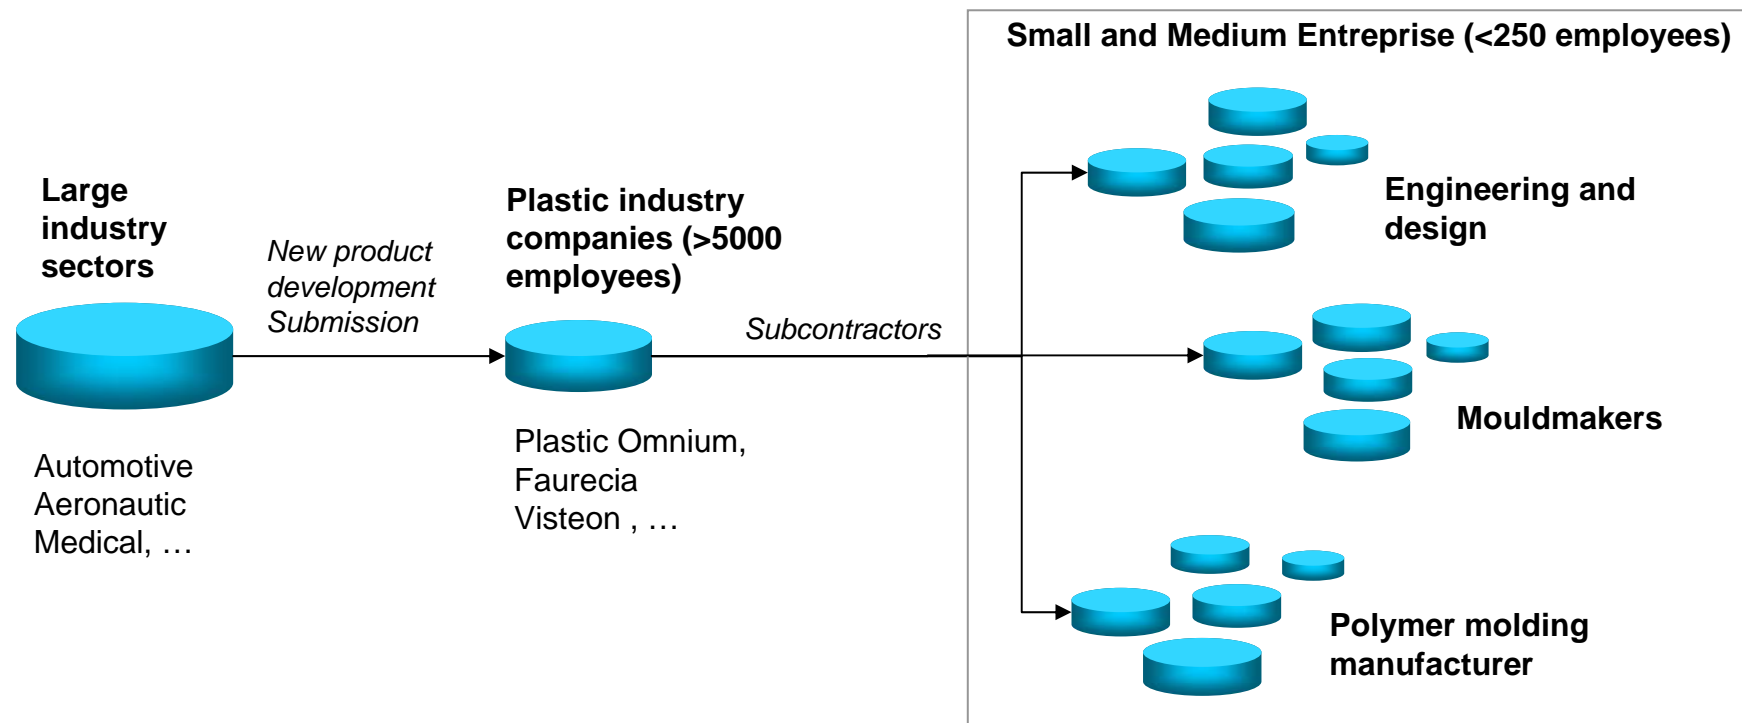 Small and Medium Entreprise (<250 employees)
Large
industry
sectors
New product
development
Submission
Plastic industry
companies (>5000
employees)
Subcontractors
Engineering and
design
Mouldmakers
Automotive
Aeronautic
Medical, …
Plastic Omnium,
Faurecia
Visteon , …
Polymer molding
manufacturer